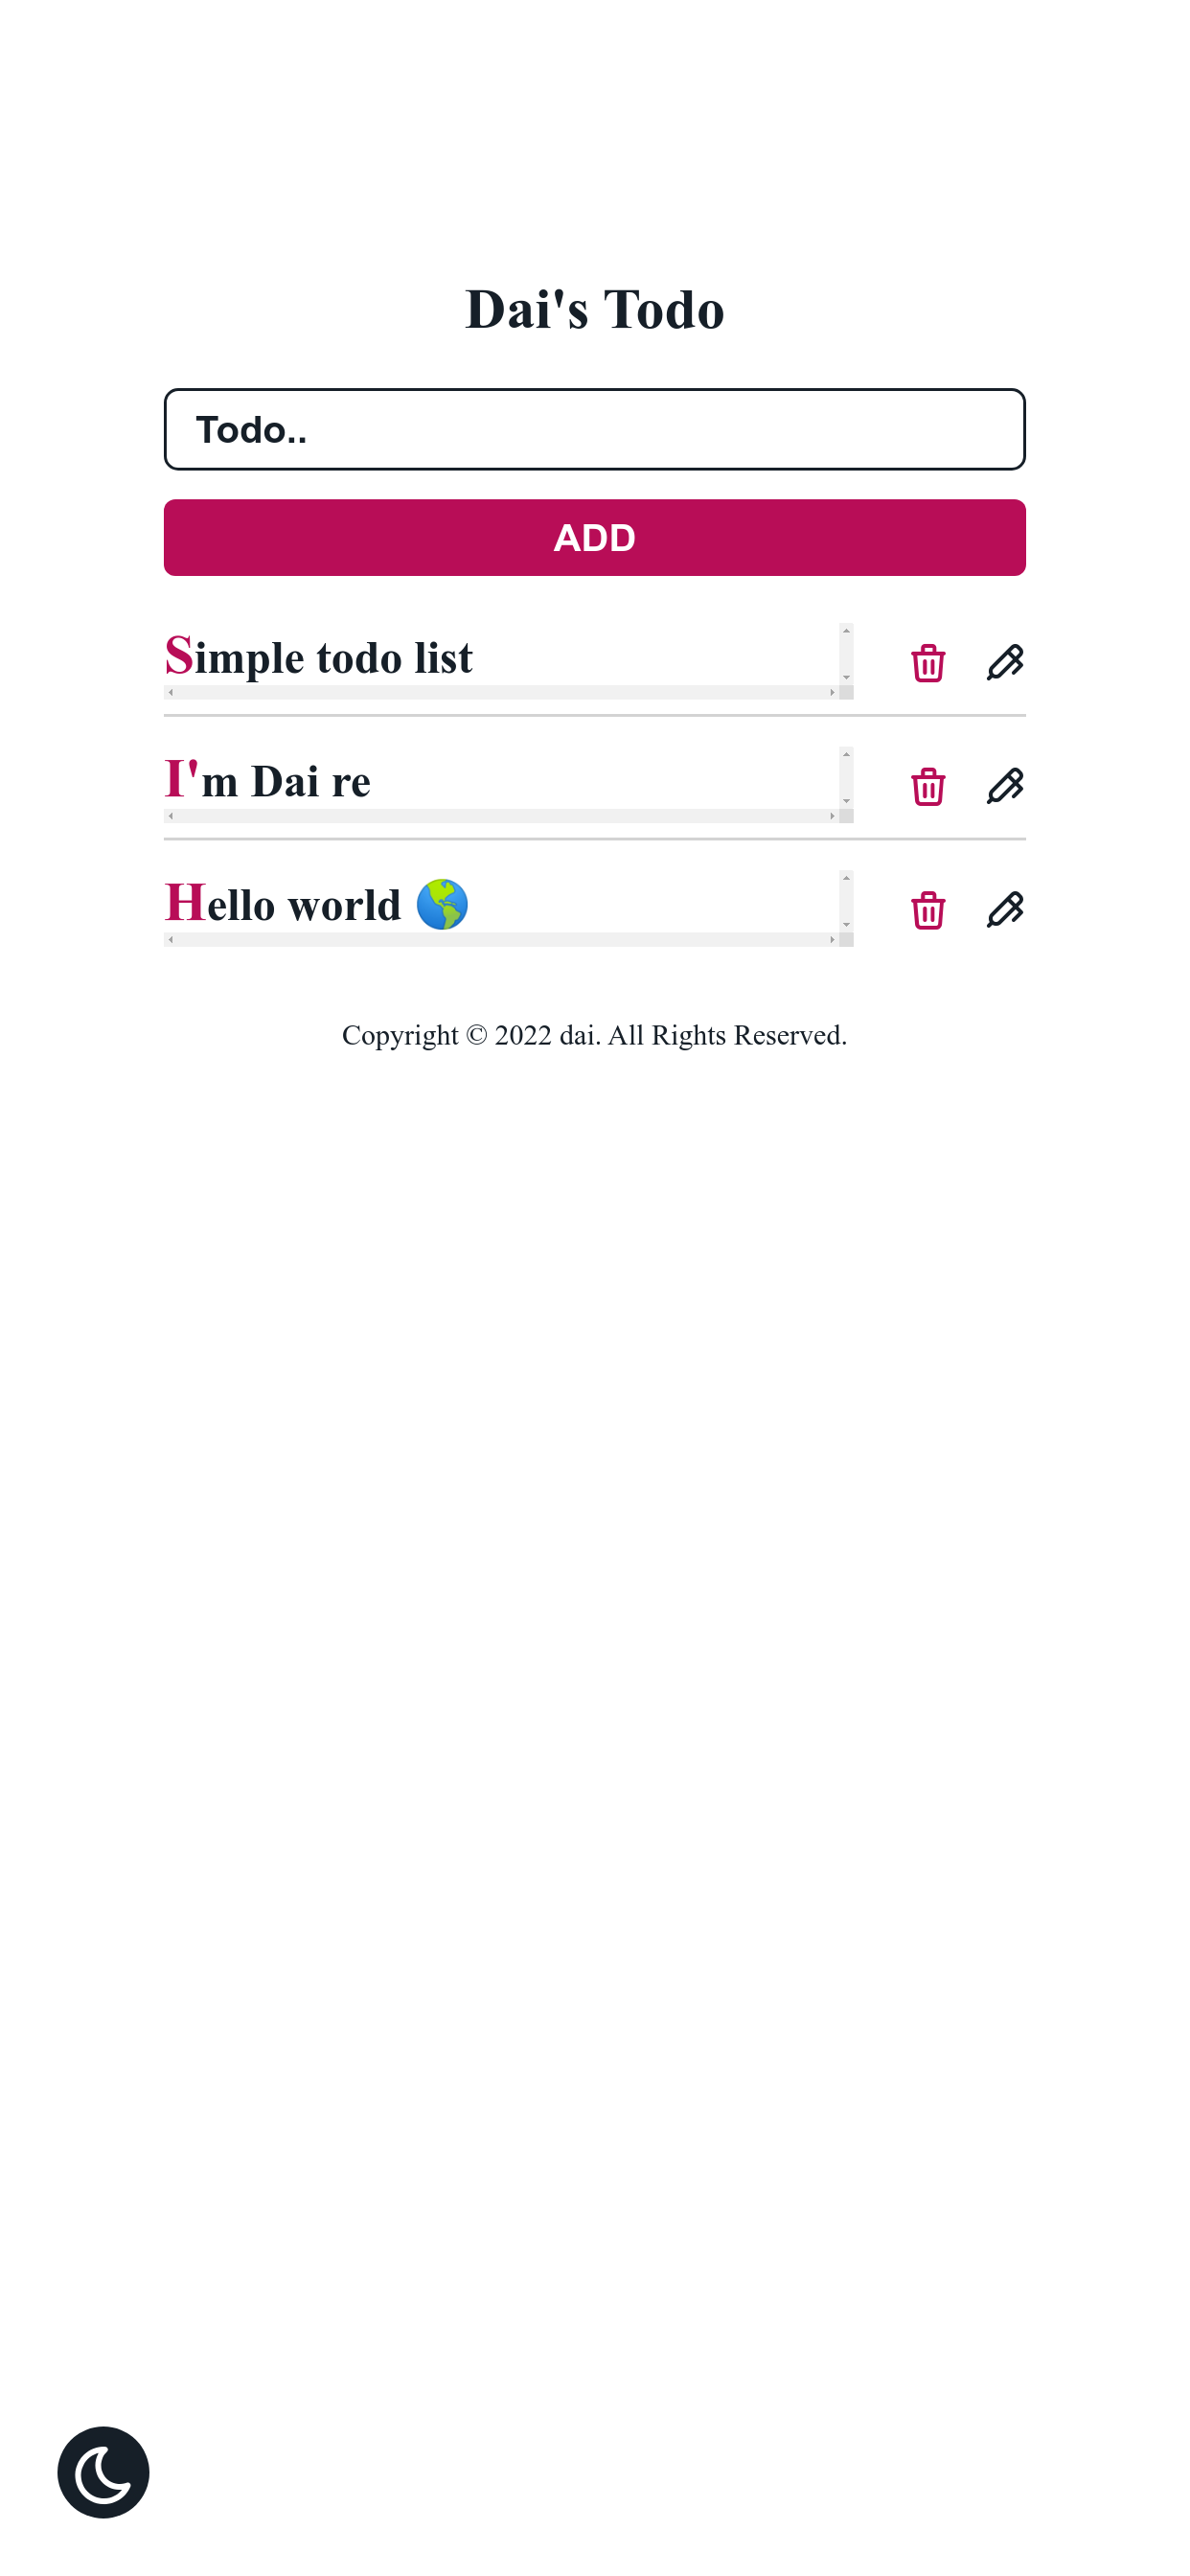 Dai's Todo
Todo..
ADD
Simple todo list
I'm Dai re
Hello world 🌎
Copyright © 2022 dai. All Rights Reserved.